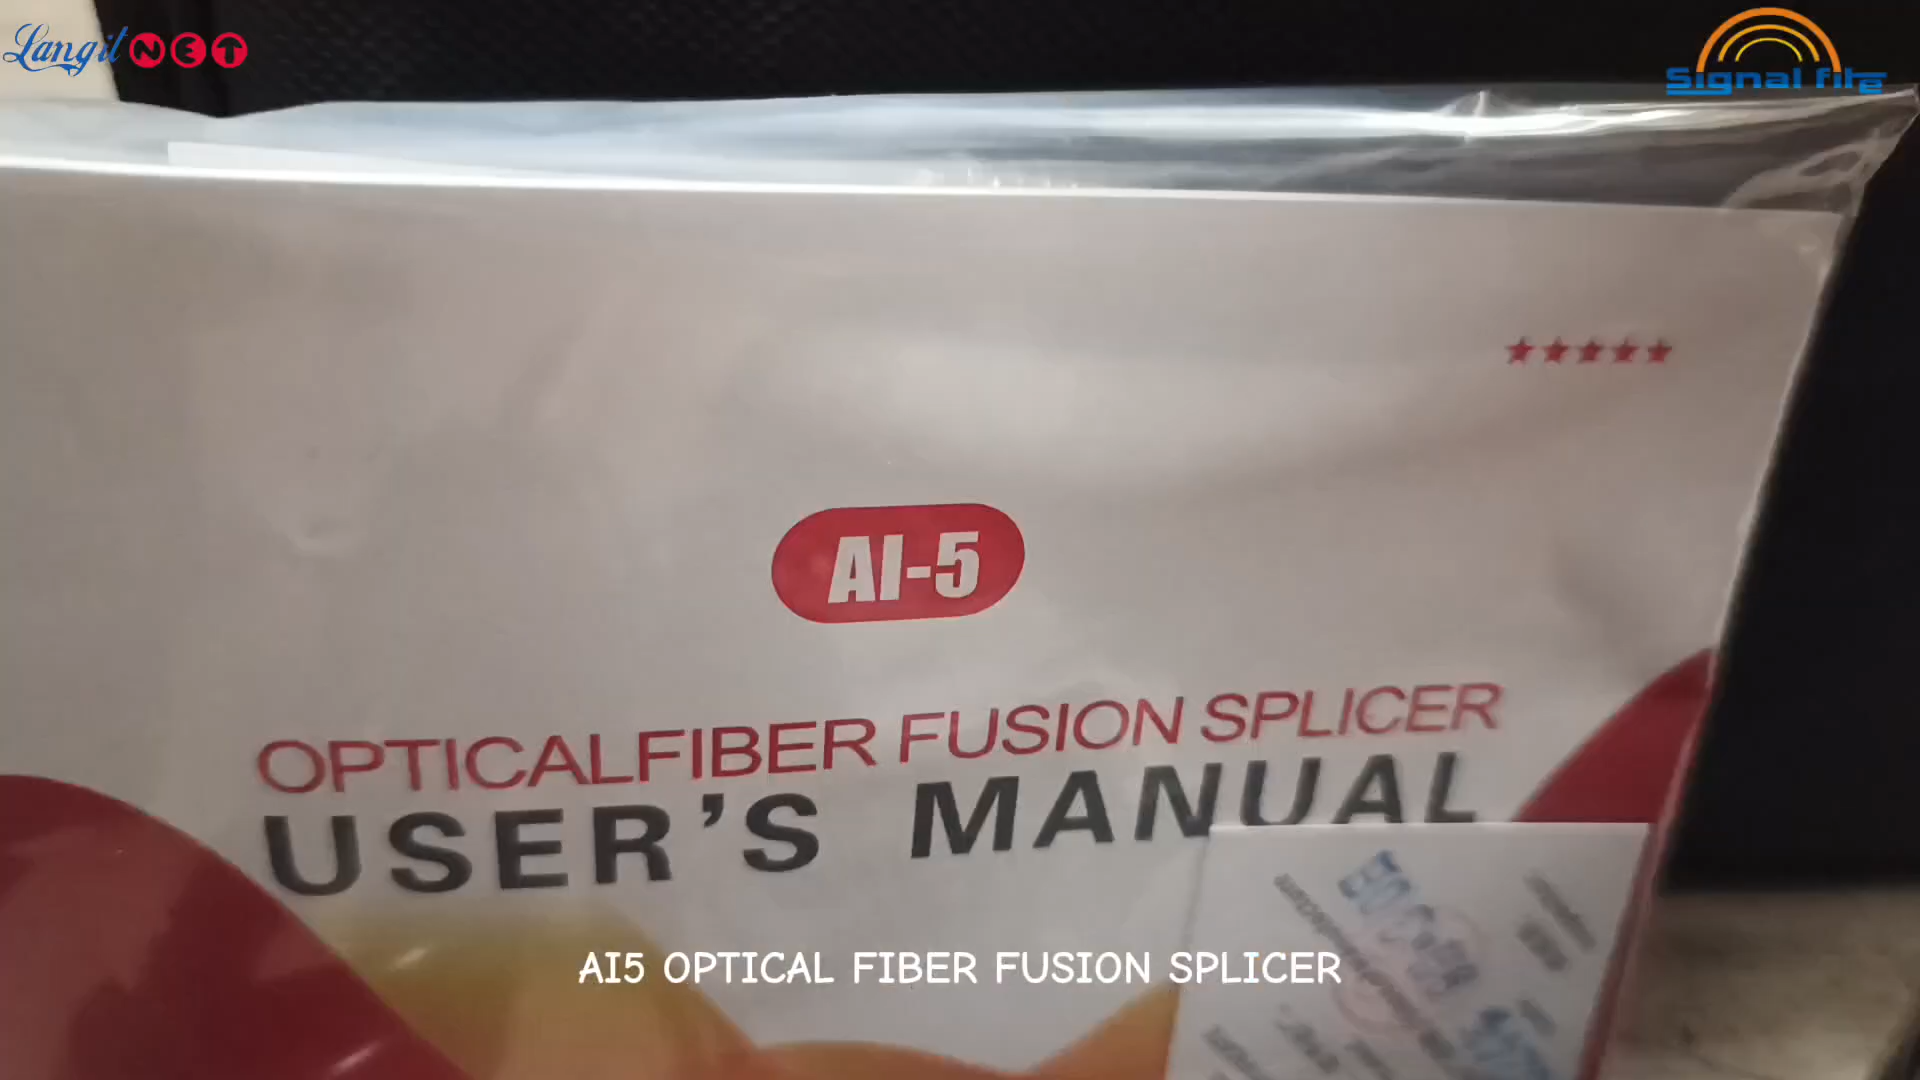 Langit NET
Signal fire
AI-5
OPTICALFIBER FUSION SPLICER
USER'S MANUAL
AI5 OPTICAL FIBER FUSION SPLICER